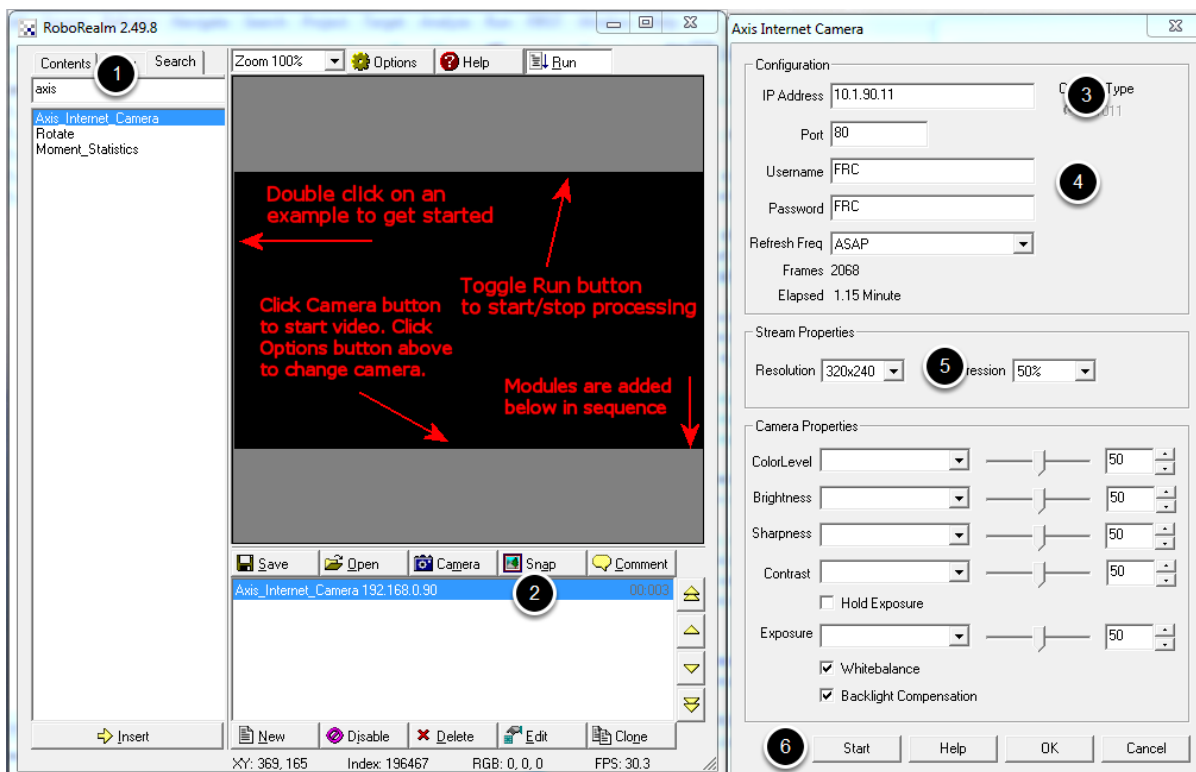 RoboRealm 2.49.8
Contents
1
Search
axis
Axis_Internet_Camera
Rotate
Moment_Statistics
Insert
Zoom 100%
Options
Help
Run
Double click on an
example to get started
Toggle Run button
to start/stop processing
Click Camera button
to start video. Click
Options button above
to change camera.
Modules are added
below in sequence
Save
Open
Camera
Snap
Comment
Axis_Internet_Camera 192.168.0.90
00:003
2
New
Disable
Delete
Edit
Clone
XY: 369, 165
Index: 196467
RGB: 0, 0, 0
FPS: 30.3
Axis Internet Camera
Configuration
IP Address 10.1.90.11
3
Type
Port 80
Username FRC
4
Password FRC
Refresh Freq ASAP
Frames 2068
Elapsed 1.15 Minute
Stream Properties
Resolution 320x240
5
ression 50%
Camera Properties
ColorLevel 50
Brightness 50
Sharpness 50
Contrast 50
Hold Exposure
Exposure 50
Whitebalance
Backlight Compensation
6
Start
Help
OK
Cancel